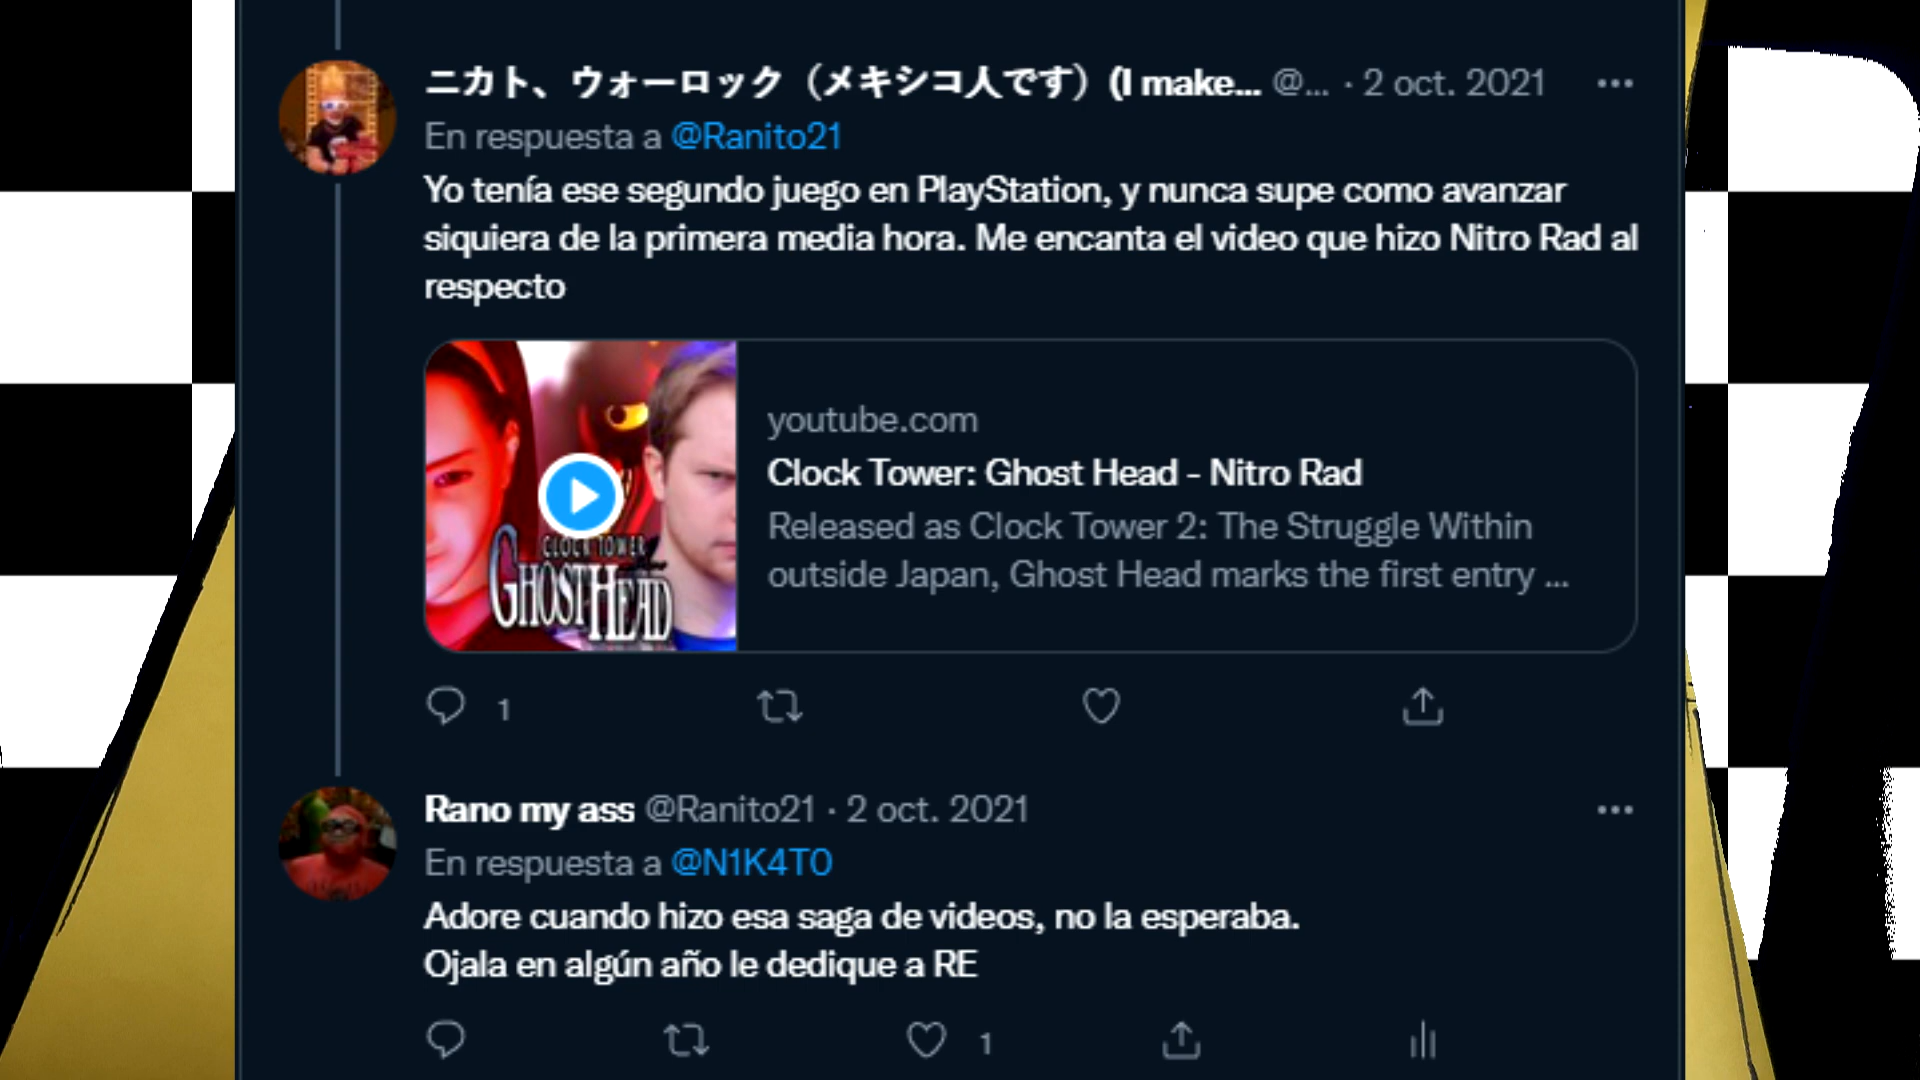 ニカト、ウォーロック（メキシコ人です）(I make... @... · 2 oct. 2021
En respuesta a @Ranito21
Yo tenía ese segundo juego en PlayStation, y nunca supe como avanzar
siquiera de la primera media hora. Me encanta el video que hizo Nitro Rad al
respecto
youtube.com
Clock Tower: Ghost Head - Nitro Rad
Released as Clock Tower 2: The Struggle Within
outside Japan, Ghost Head marks the first entry ...
CLOCK TOWER
GHOST HEAD
1
Rano my ass @Ranito21 · 2 oct. 2021
En respuesta a @N1K4TO
Adore cuando hizo esa saga de videos, no la esperaba.
Ojala en algún año le dedique a RE
1